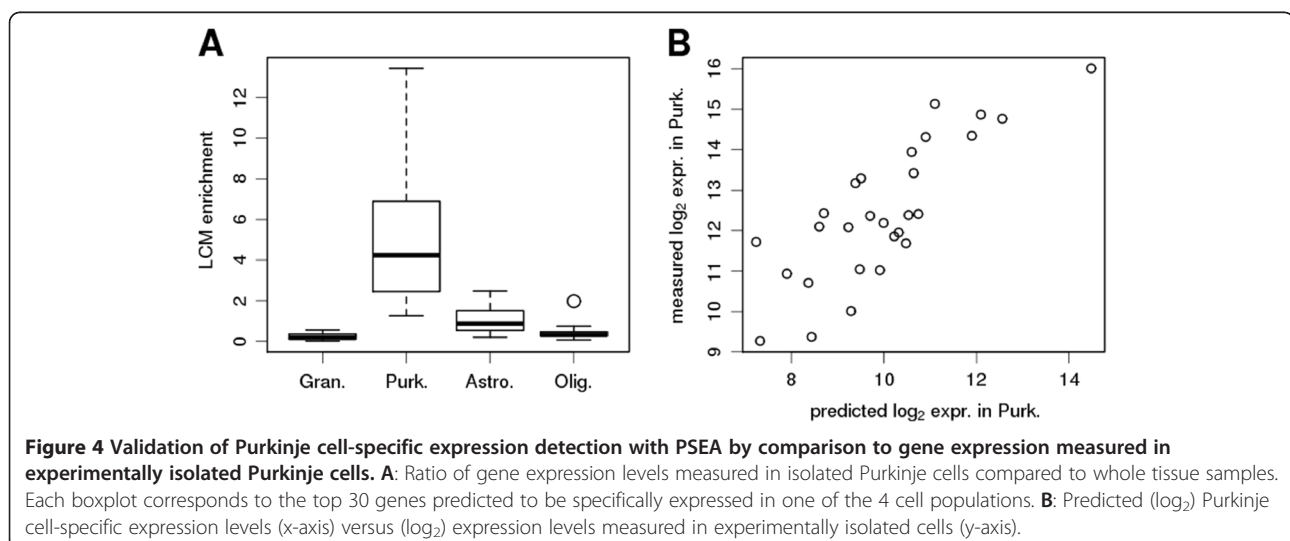 A
LCM enrichment
12
10
8
6
4
2
0
Gran. Purk. Astro. Olig.
B
measured log₂ expr. in Purk.
16
15
14
13
12
11
10
9
8 10 12 14
predicted log₂ expr. in Purk.
Figure 4 Validation of Purkinje cell-specific expression detection with PSEA by comparison to gene expression measured in
experimentally isolated Purkinje cells. A: Ratio of gene expression levels measured in isolated Purkinje cells compared to whole tissue samples.
Each boxplot corresponds to the top 30 genes predicted to be specifically expressed in one of the 4 cell populations. B: Predicted (log₂) Purkinje
cell-specific expression levels (x-axis) versus (log₂) expression levels measured in experimentally isolated cells (y-axis).